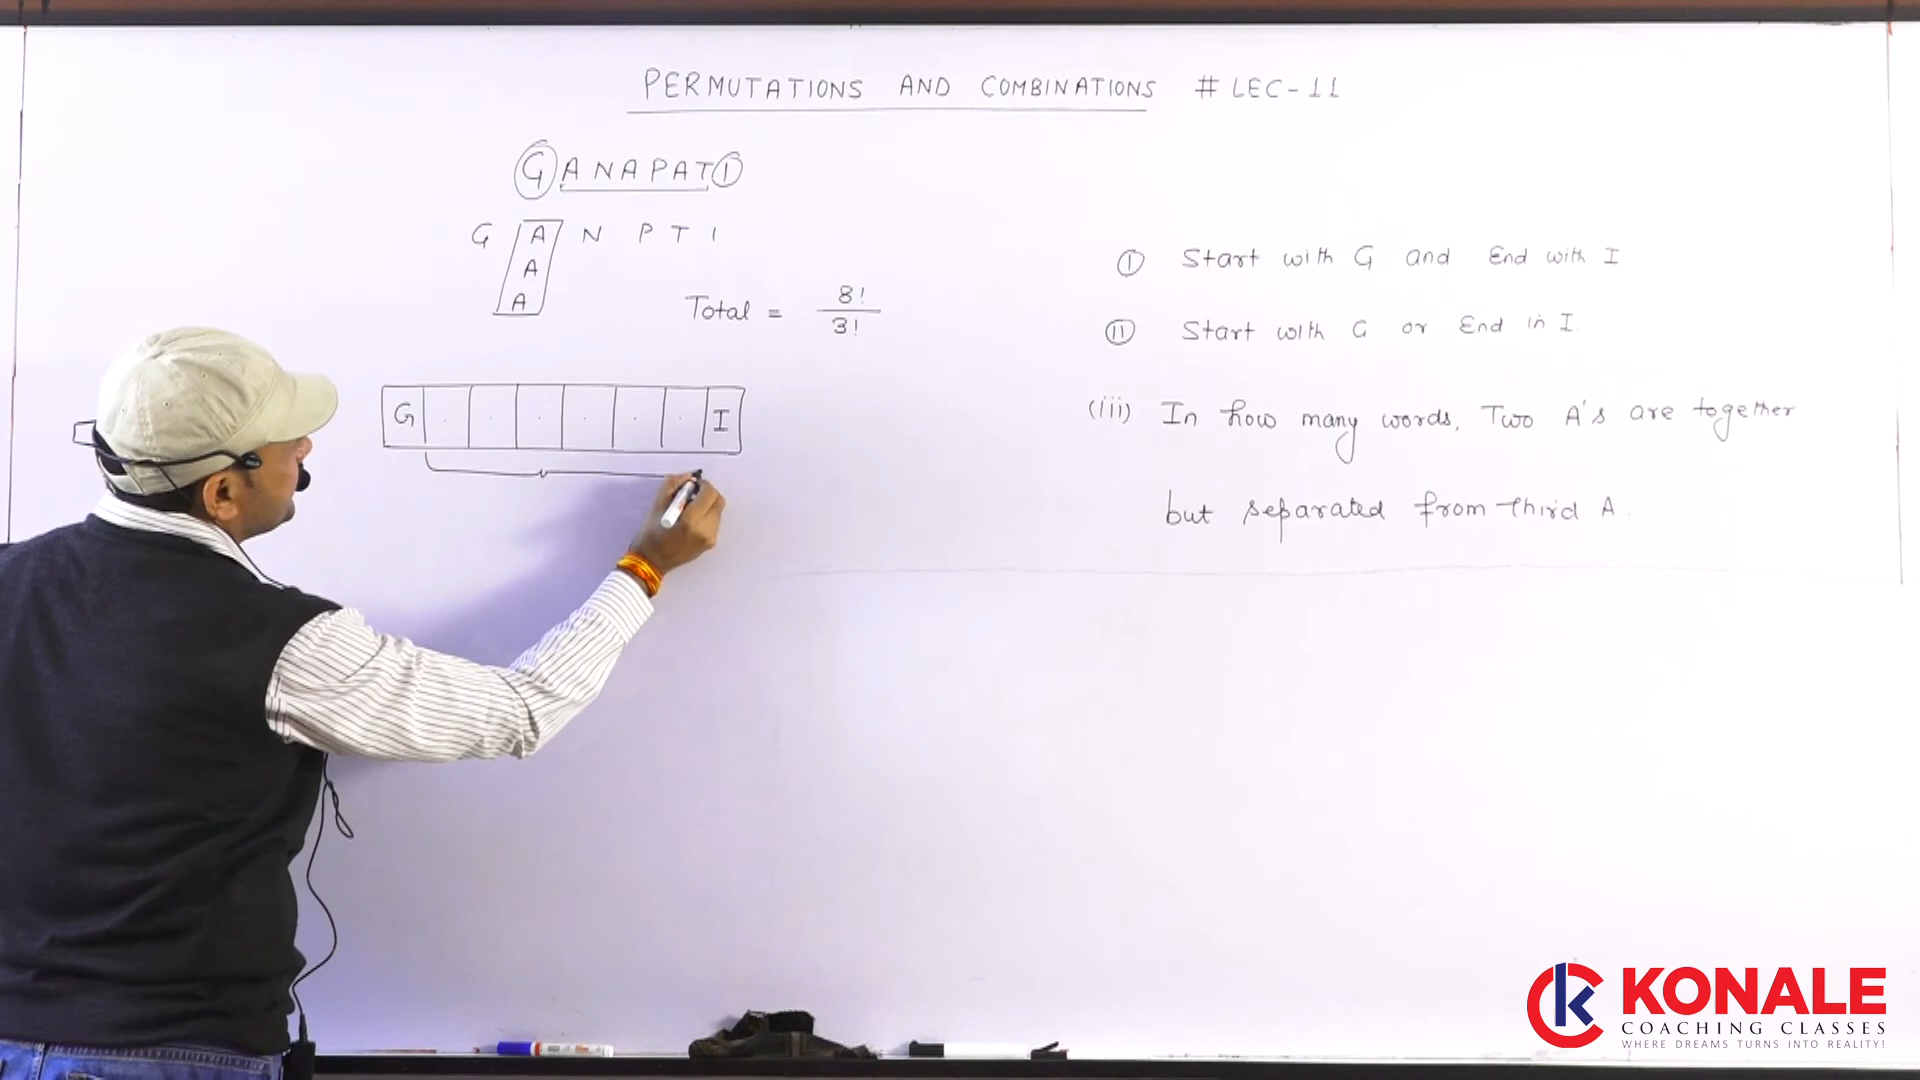 PERMUTATIONS AND COMBINATIONS # LEC-11
GANAPATI
G A N P T I
A
A
Total = 8! / 3!
G I
(I) Start with G and End with I
(II) Start with G or End in I.
(iii) In how many words, Two A's are together
but separated from third A.
KONALE
COACHING CLASSES
WHERE DREAMS TURNS INTO REALITY!